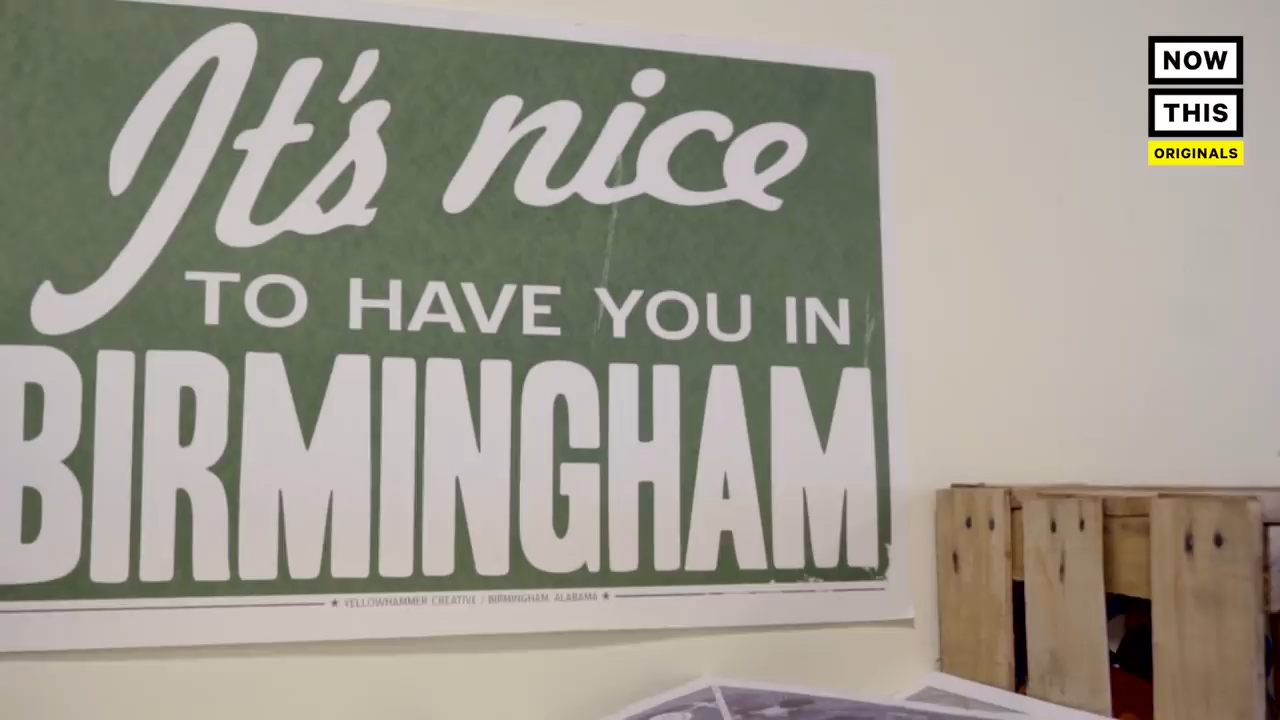 It's nice
TO HAVE YOU IN
BIRMINGHAM
★ YELLOWHAMMER CREATIVE / BIRMINGHAM, ALABAMA ★
NOW
THIS
ORIGINALS